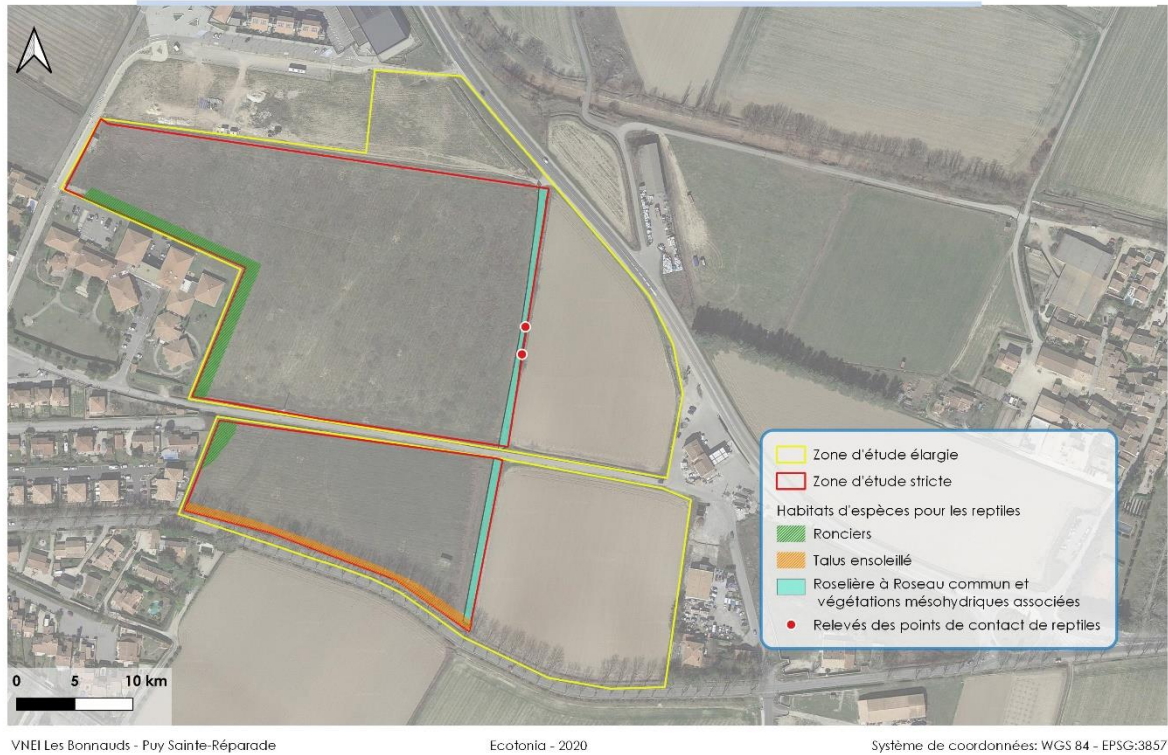 Zone d'étude élargie
Zone d'étude stricte
Habitats d'espèces pour les reptiles
Ronciers
Talus ensoleillé
Roselière à Roseau commun et
végétations mésohydriques associées
Relevés des points de contact de reptiles
0 5 10 km
VNEI Les Bonnauds - Puy Sainte-Réparade Ecotonia - 2020 Système de coordonnées: WGS 84 - EPSG:3857